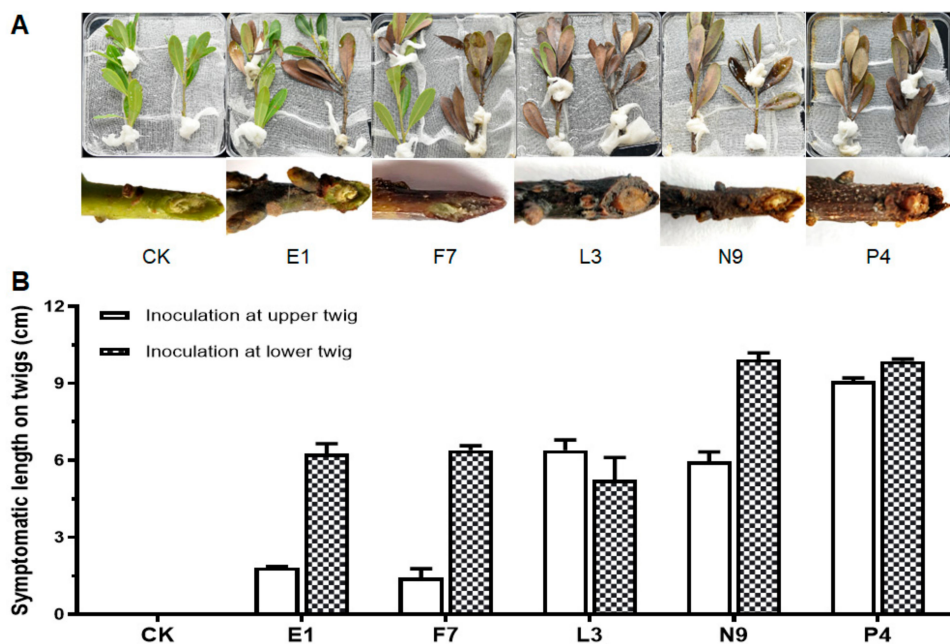 A
CK E1 F7 L3 N9 P4
B
Symptomatic length on twigs (cm)
12
9
6
3
0
Inoculation at upper twig
Inoculation at lower twig
CK E1 F7 L3 N9 P4